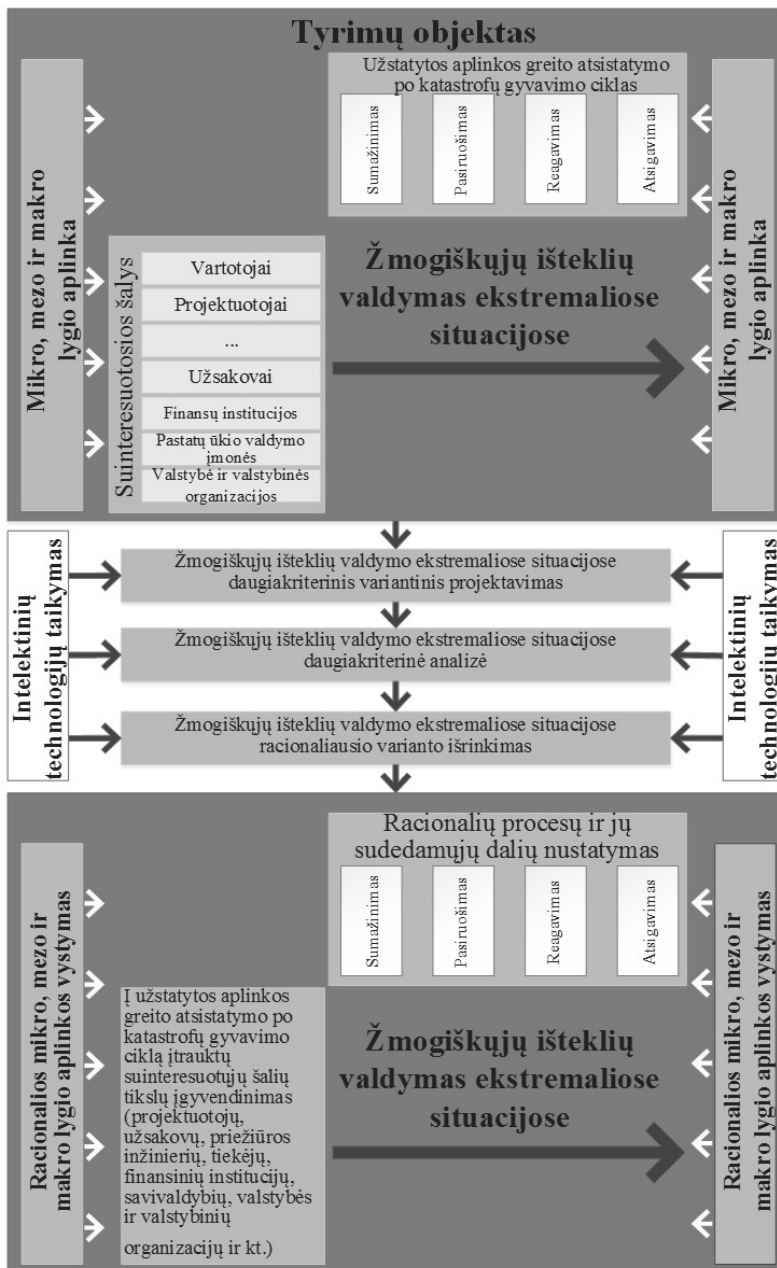 Tyrimų objektas
Mikro, mezo ir makro
lygio aplinka
Užstatytos aplinkos greito atsistatymo
po katastrofų gyvavimo ciklas
Sumažinimas
Pasiruošimas
Reagavimas
Atsigavimas
Mikro, mezo ir makro
lygio aplinka
Suinteresuotosios šalys
Vartotojai
Projektuotojai
...
Užsakovai
Finansų institucijos
Pastatų ūkio valdymo
įmonės
Valstybė ir valstybinės
organizacijos
Žmogiškųjų išteklių
valdymas ekstremaliose
situacijose
Intelektinių
technologijų taikymas
Žmogiškųjų išteklių valdymo ekstremaliose situacijose
daugiakriterinis variantinis projektavimas
Žmogiškųjų išteklių valdymo ekstremaliose situacijose
daugiakriterinė analizė
Žmogiškųjų išteklių valdymo ekstremaliose situacijose
racionaliausio varianto išrinkimas
Intelektinių
technologijų taikymas
Racionalios mikro, mezo ir
makro lygio aplinkos vystymas
Racionalių procesų ir jų
sudedamųjų dalių nustatymas
Sumažinimas
Pasiruošimas
Reagavimas
Atsigavimas
Racionalios mikro, mezo ir
makro lygio aplinkos vystymas
Į užstatytos aplinkos
greito atsistatymo po
katastrofų gyvavimo
ciklą įtrauktų
suinteresuotųjų šalių
tikslų įgyvendinimas
(projektuotojų,
užsakovų, priežiūros
inžinierių, tiekėjų,
finansinių institucijų,
savivaldybių, valstybės
ir valstybinių
organizacijų ir kt.)
Žmogiškųjų išteklių
valdymas ekstremaliose
situacijose